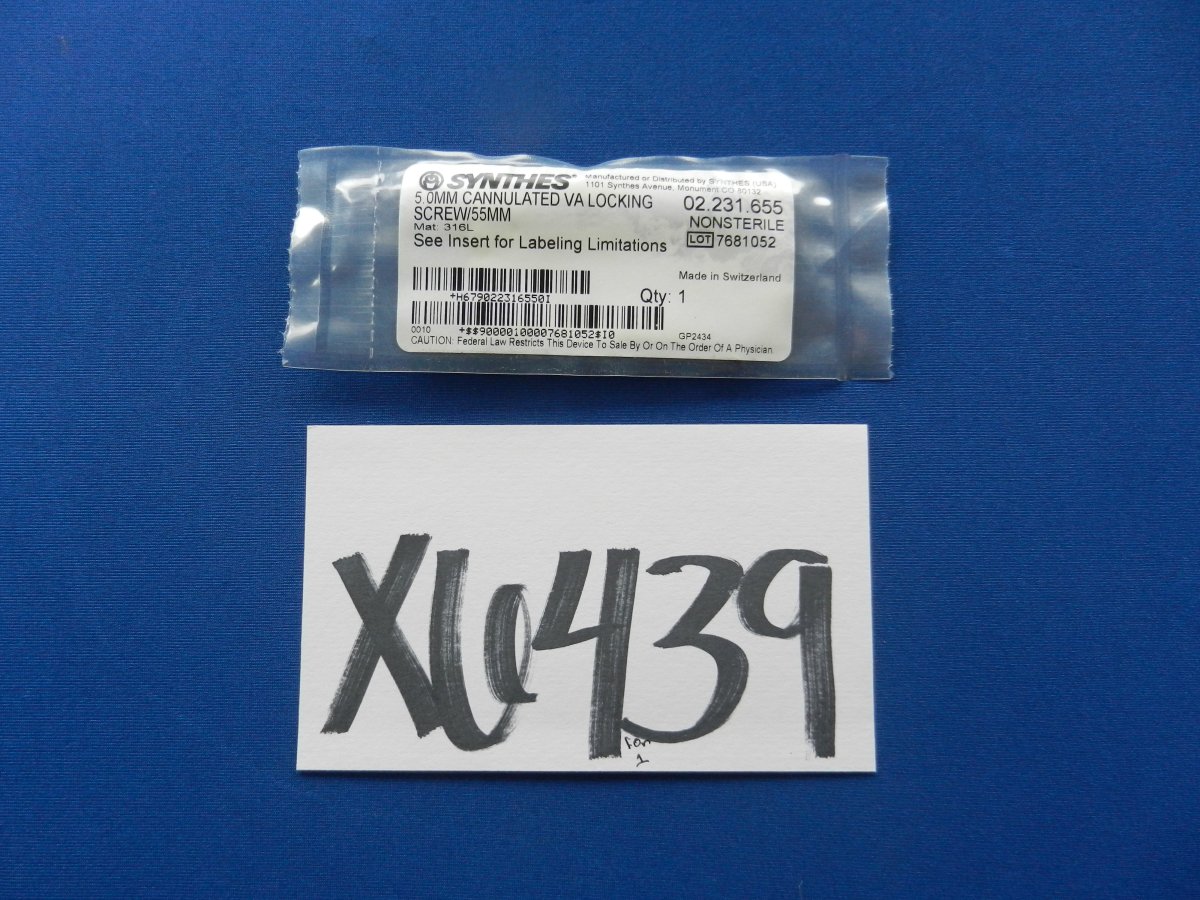 SYNTHES®
Manufactured or Distributed by SYNTHES (USA)
1101 Synthes Avenue, Monument CO 80132
5.0MM CANNULATED VA LOCKING
SCREW/55MM
Mat: 316L
See Insert for Labeling Limitations
02.231.655
NONSTERILE
LOT 7681052
Made in Switzerland
+H679022316550I
Qty: 1
+$$90000100007681052$I0
0010
GP2434
CAUTION: Federal Law Restricts This Device To Sale By Or On The Order Of A Physician
X6439
1